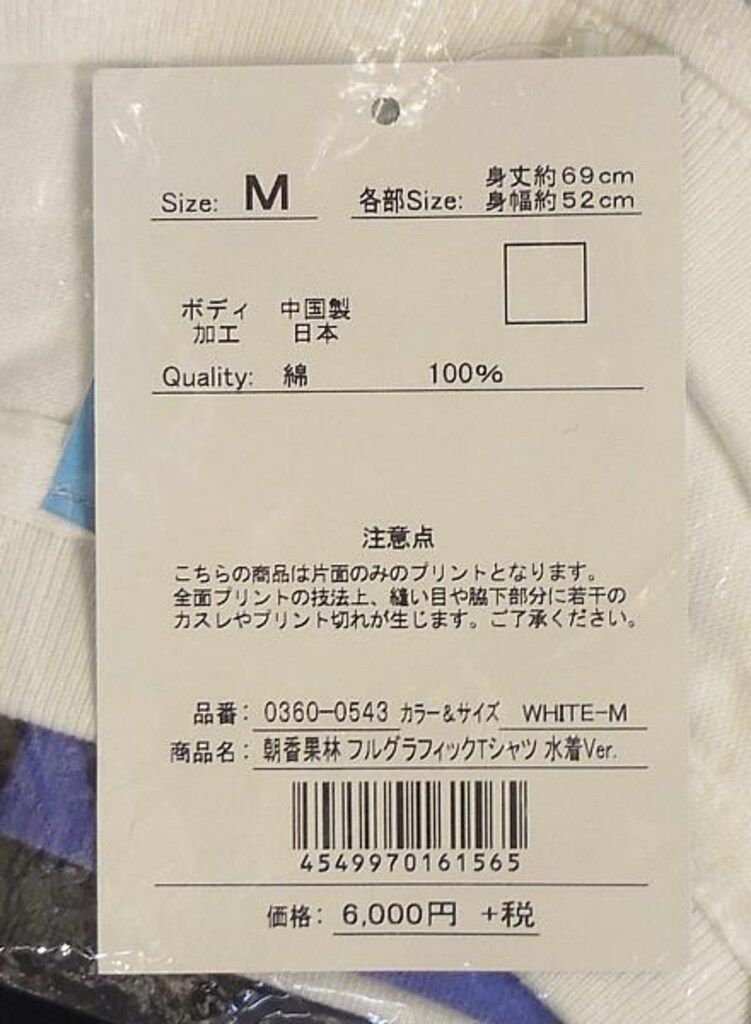 Size: M 各部Size: 身丈約69cm
身幅約52cm
ボディ 中国製
加工 日本
Quality: 綿 100%
注意点
こちらの商品は片面のみのプリントとなります。
全面プリントの技法上、縫い目や脇下部分に若干の
カスレやプリント切れが生じます。ご了承ください。
品番: 0360-0543 カラー&サイズ WHITE-M
商品名: 朝香果林 フルグラフィックTシャツ 水着Ver.
4549970161565
価格: 6,000円 +税